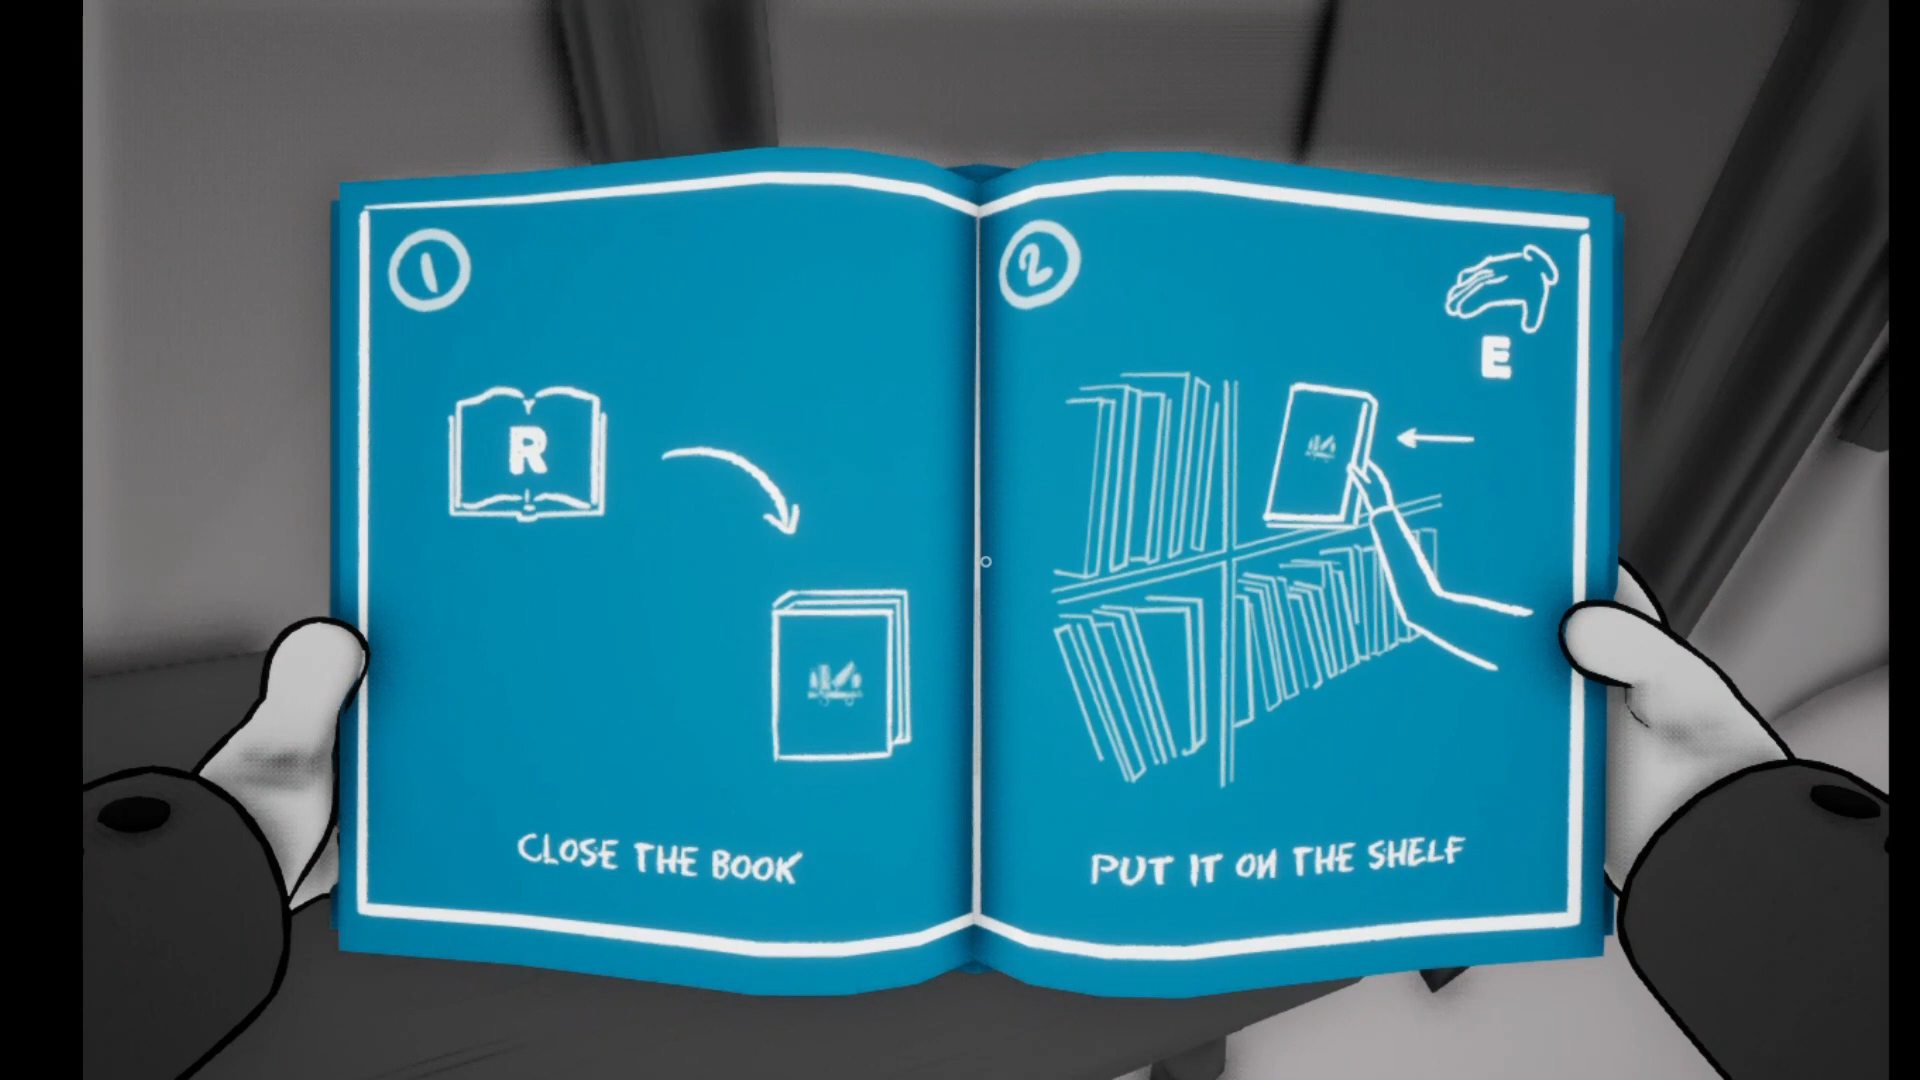 1
R
CLOSE THE BOOK
2
E
PUT IT ON THE SHELF